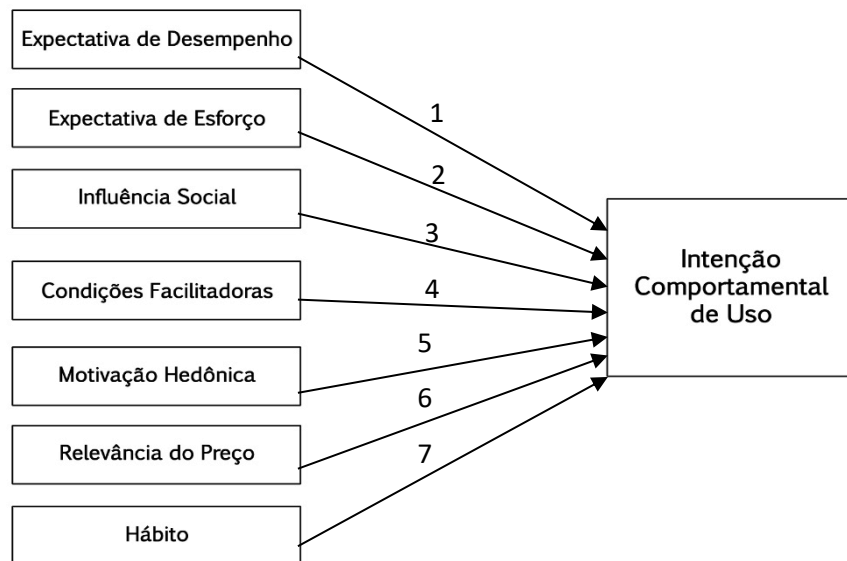 Expectativa de Desempenho
1
Expectativa de Esforço
2
Influência Social
3
Condições Facilitadoras
4
Motivação Hedônica
5
Relevância do Preço
6
Hábito
7
Intenção
Comportamental
de Uso